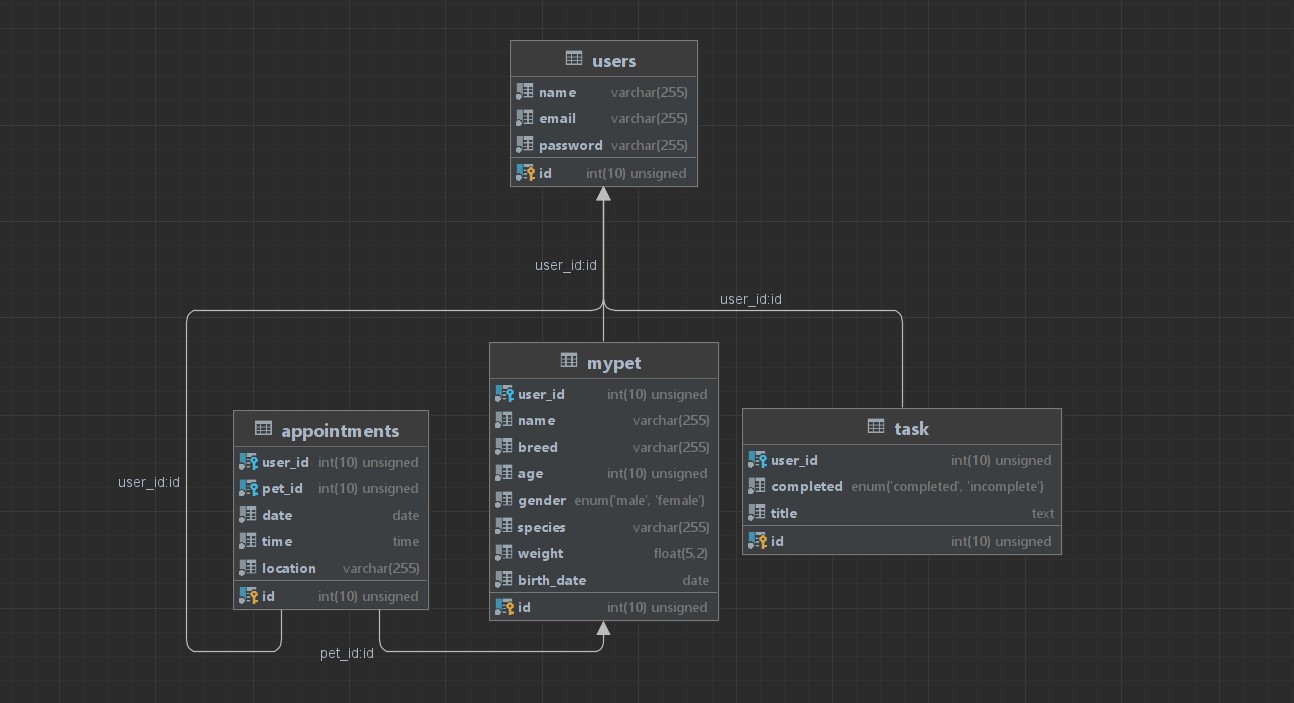 users
name varchar(255)
email varchar(255)
password varchar(255)
id int(10) unsigned
user_id:id
user_id:id
mypet
user_id int(10) unsigned
name varchar(255)
breed varchar(255)
age int(10) unsigned
gender enum('male', 'female')
species varchar(255)
weight float(5,2)
birth_date date
id int(10) unsigned
appointments
user_id int(10) unsigned
pet_id int(10) unsigned
date date
time time
location varchar(255)
id int(10) unsigned
task
user_id int(10) unsigned
completed enum('completed', 'incomplete')
title text
id int(10) unsigned
user_id:id
pet_id:id